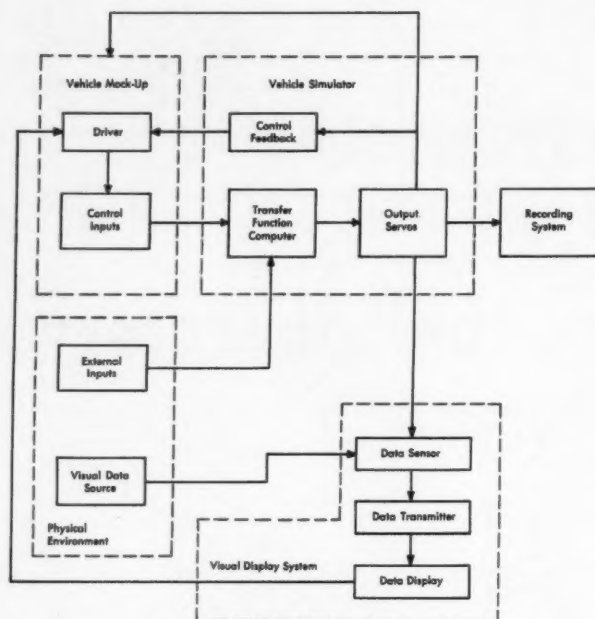 Vehicle Mock-Up
Vehicle Simulator
Driver
Control
Feedback
Control
Inputs
Transfer
Function
Computer
Output
Servos
Recording
System
External
Inputs
Visual Data
Source
Physical
Environment
Data Sensor
Data Transmitter
Visual Display System
Data Display